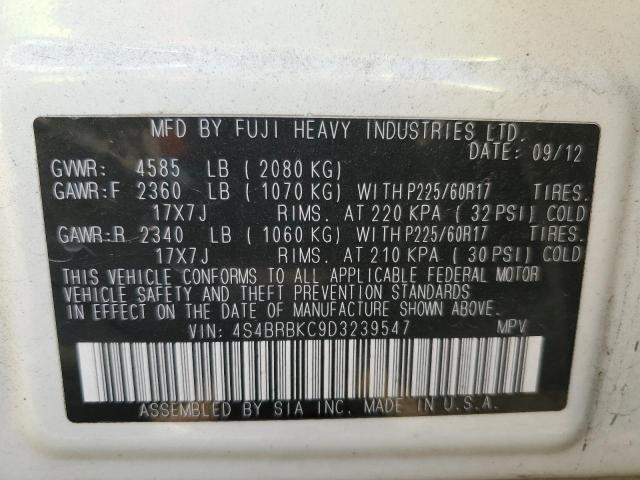 MFD BY FUJI HEAVY INDUSTRIES LTD.
DATE: 09/12
GVWR: 4585 LB ( 2080 KG)
GAWR:F 2360 LB ( 1070 KG) WITH P225/60R17 TIRES.
17X7J RIMS. AT 220 KPA ( 32 PSI) COLD
GAWR:R 2340 LB ( 1060 KG) WITH P225/60R17 TIRES.
17X7J RIMS. AT 210 KPA ( 30 PSI) COLD
THIS VEHICLE CONFORMS TO ALL APPLICABLE FEDERAL MOTOR
VEHICLE SAFETY AND THEFT PREVENTION STANDARDS
IN EFFECT ON THE DATE OF MANUFACTURE SHOWN ABOVE.
VIN: 4S4BRBKC9D3239547 MPV
ASSEMBLED BY SIA INC. MADE IN U.S.A.